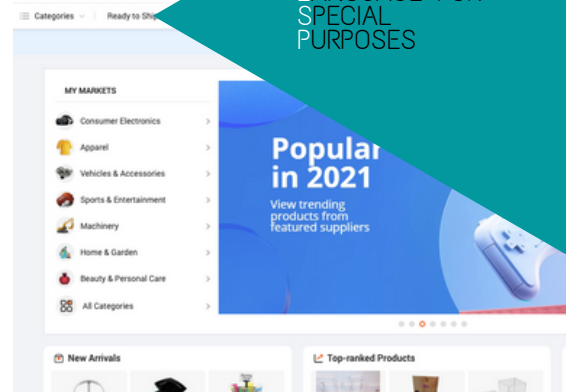 SPECIAL
PURPOSES
Categories
Ready to
MY MARKETS
Consumer Electronics
Apparel
Vehicles & Accessories
Sports & Entertainment
Machinery
Home & Garden
Beauty & Personal Care
All Categories
Popular
in 2021
View trending
products from
featured suppliers
New Arrivals
Top-ranked Products